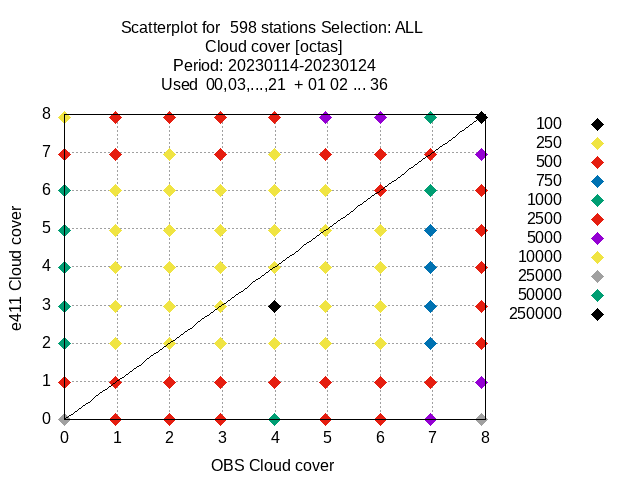 Scatterplot for  598 stations Selection: ALL
Cloud cover [octas]
Period: 20230114-20230124
Used  00,03,...,21  + 01 02 ... 36
8
7
6
5
4
3
2
1
0
e411 Cloud cover
0 1 2 3 4 5 6 7 8
OBS Cloud cover
100
250
500
750
1000
2500
5000
10000
25000
50000
250000